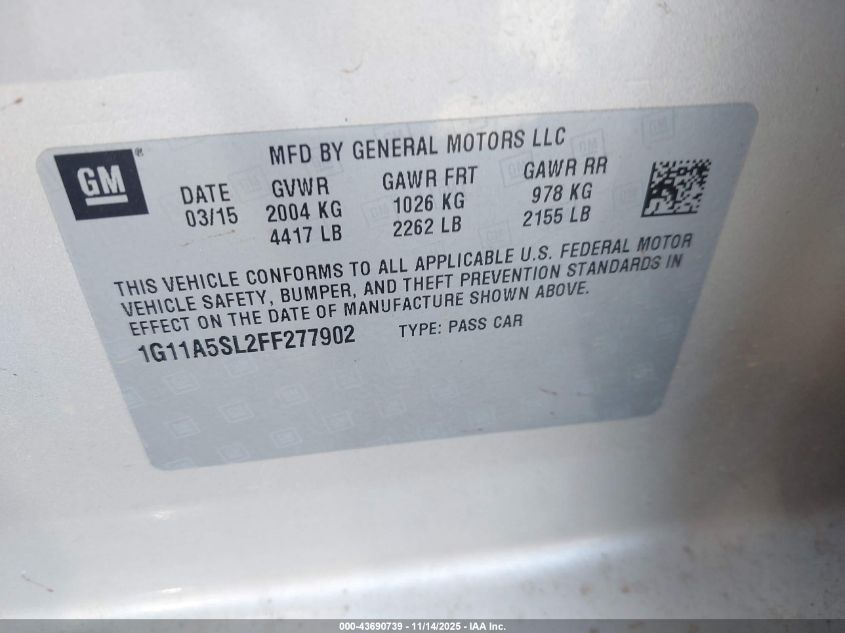 GM®
MFD BY GENERAL MOTORS LLC
DATE GVWR GAWR FRT GAWR RR
03/15 2004 KG 1026 KG 978 KG
4417 LB 2262 LB 2155 LB
THIS VEHICLE CONFORMS TO ALL APPLICABLE U.S. FEDERAL MOTOR
VEHICLE SAFETY, BUMPER, AND THEFT PREVENTION STANDARDS IN
EFFECT ON THE DATE OF MANUFACTURE SHOWN ABOVE.
1G11A5SL2FF277902 TYPE: PASS CAR
000-43690739 - 11/14/2025 - IAA Inc.